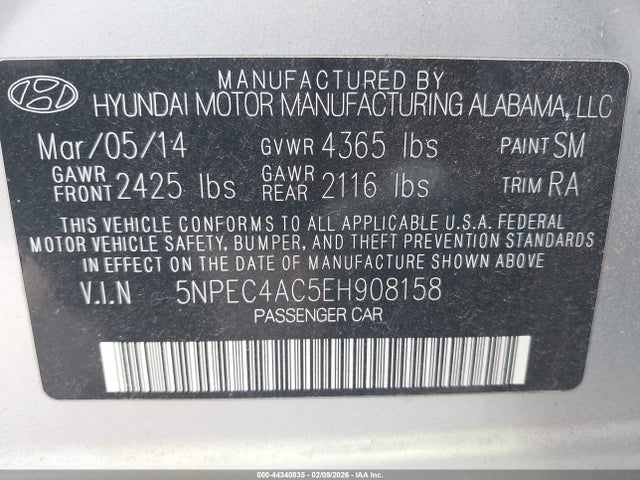 MANUFACTURED BY
HYUNDAI MOTOR MANUFACTURING ALABAMA, LLC
Mar/05/14 GVWR 4365 lbs PAINT SM
GAWR FRONT 2425 lbs GAWR REAR 2116 lbs TRIM RA
THIS VEHICLE CONFORMS TO ALL APPLICABLE U.S.A. FEDERAL
MOTOR VEHICLE SAFETY, BUMPER, AND THEFT PREVENTION STANDARDS
IN EFFECT ON THE DATE OF MANUFACTURE SHOWN ABOVE
V.I.N 5NPEC4AC5EH908158
PASSENGER CAR
000-44340835 - 02/09/2026 - IAAI.COM